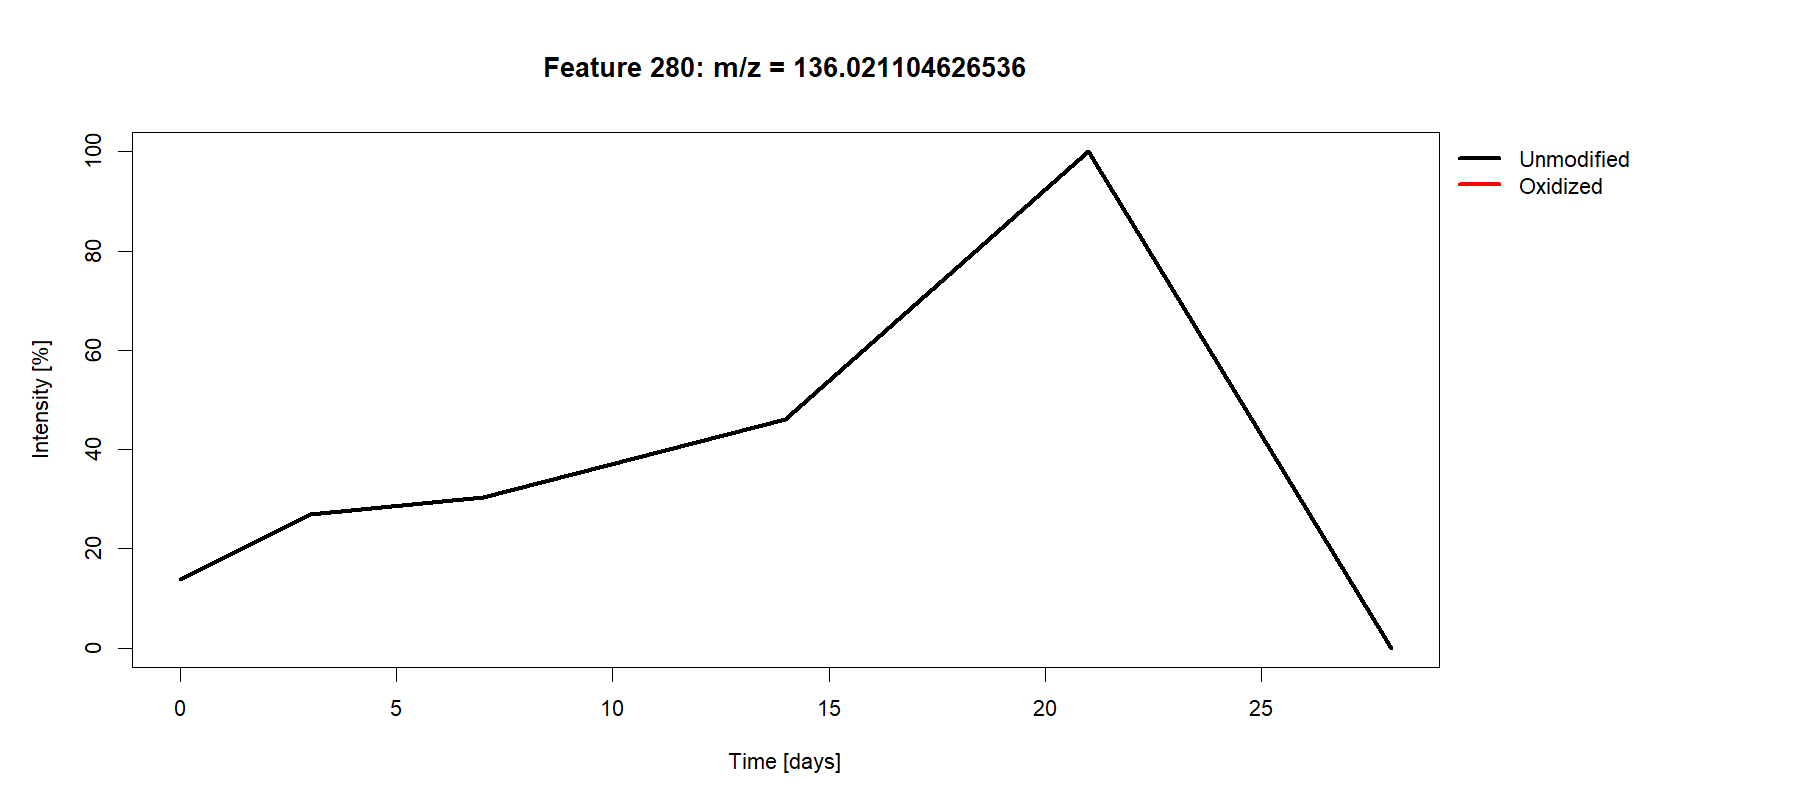 Feature 280: m/z = 136.021104626536
Unmodified
Oxidized
Intensity [%]
100
80
60
40
20
0
0 5 10 15 20 25
Time [days]